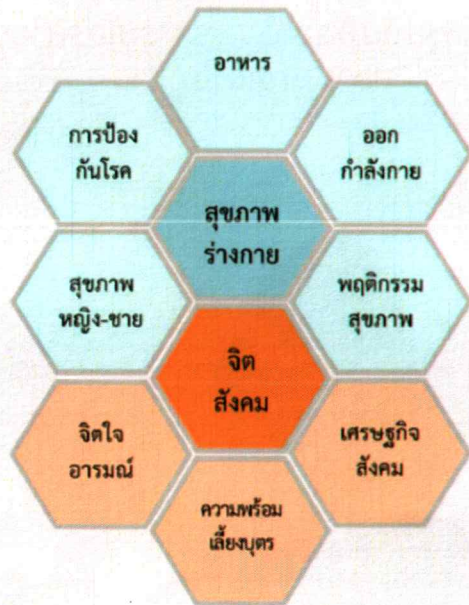 อาหาร
การป้อง
กันโรค
ออก
กำลังกาย
สุขภาพ
ร่างกาย
สุขภาพ
หญิง-ชาย
พฤติกรรม
สุขภาพ
จิต
สังคม
จิตใจ
อารมณ์
เศรษฐกิจ
สังคม
ความพร้อม
เลี้ยงบุตร